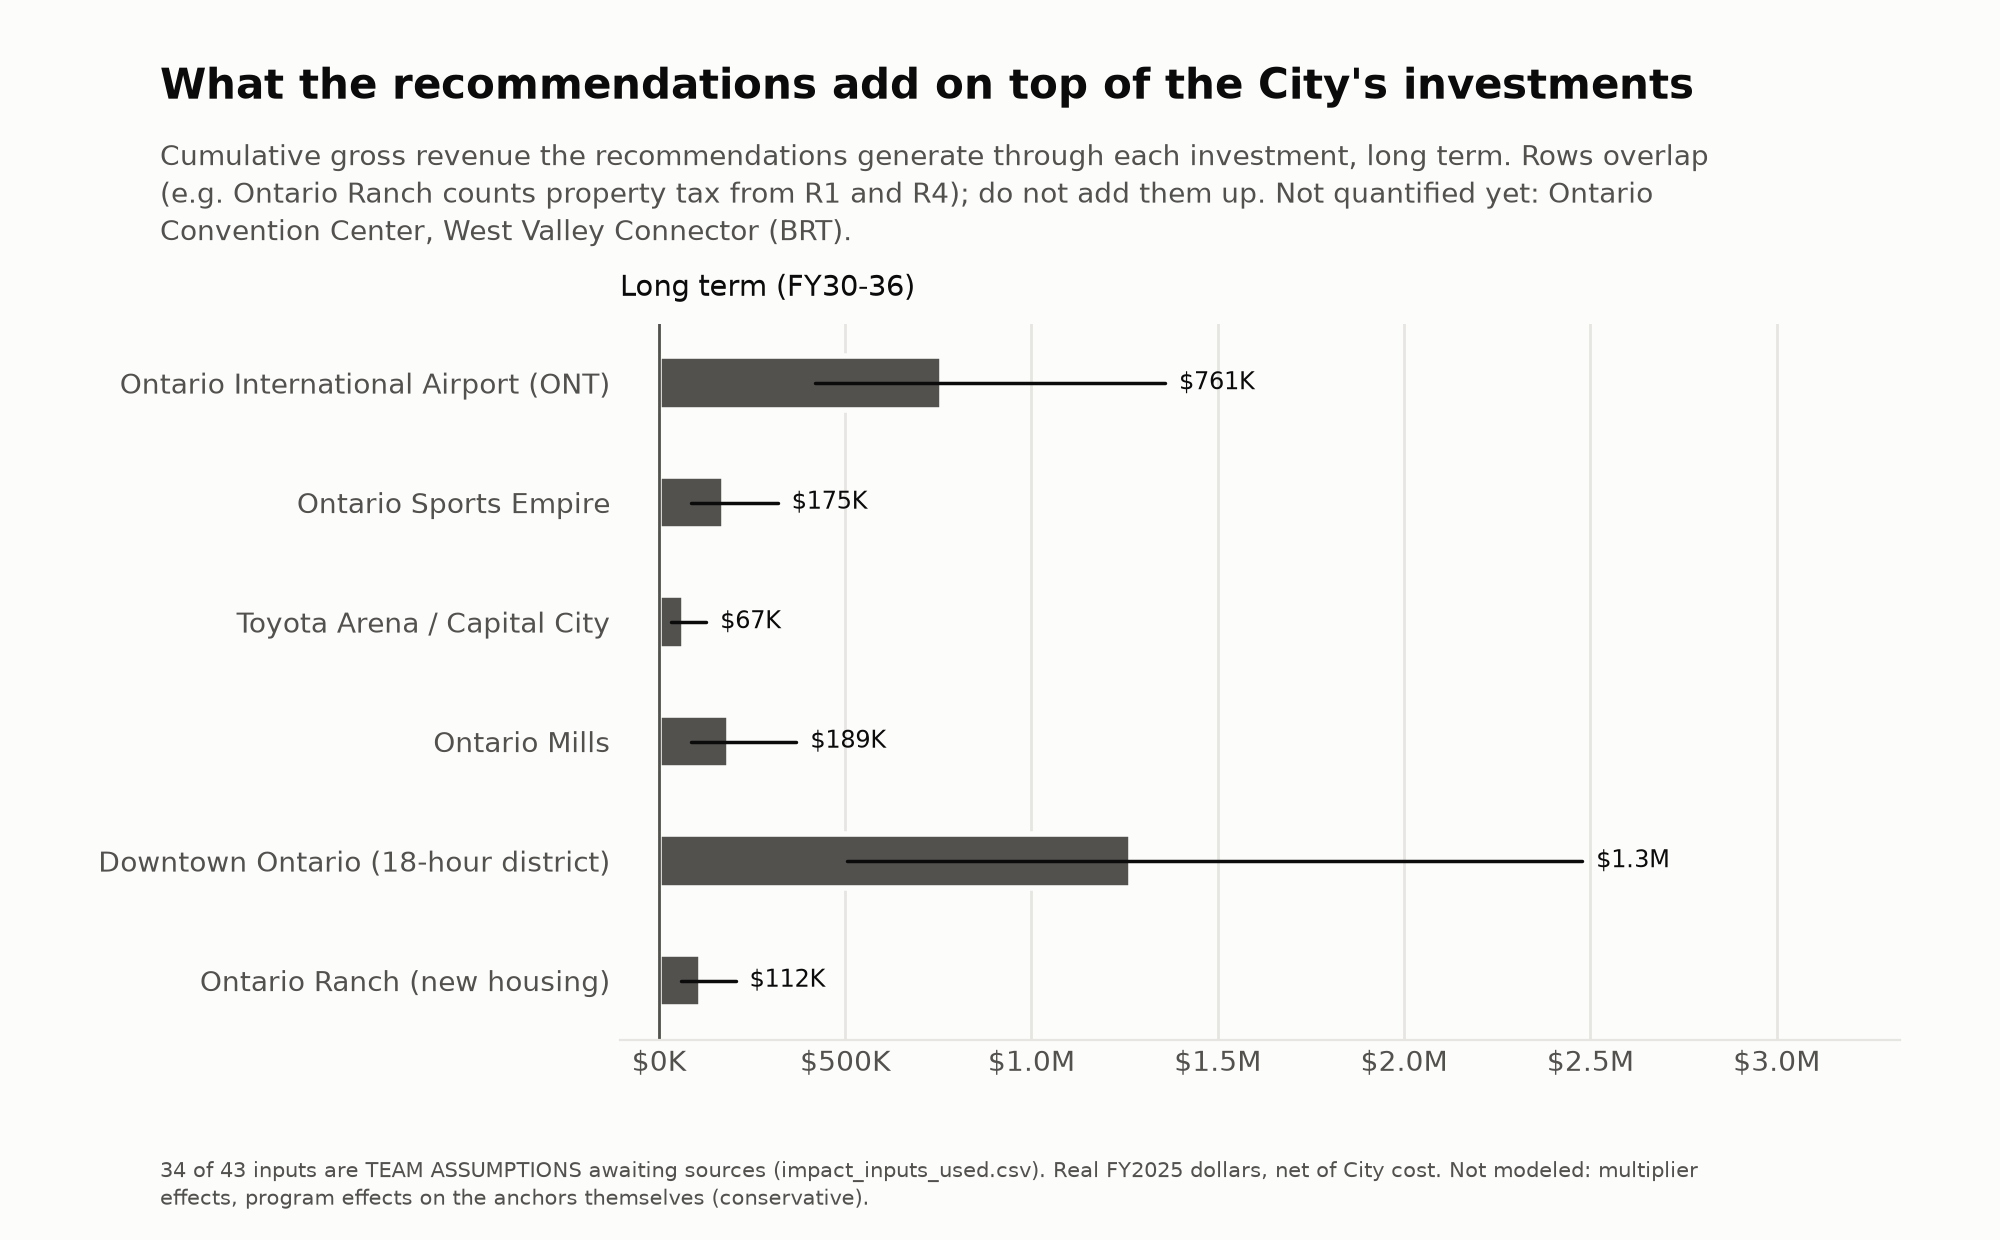 What the recommendations add on top of the City's investments
Cumulative gross revenue the recommendations generate through each investment, long term. Rows overlap
(e.g. Ontario Ranch counts property tax from R1 and R4); do not add them up. Not quantified yet: Ontario
Convention Center, West Valley Connector (BRT).
Long term (FY30-36)
Ontario International Airport (ONT) $761K
Ontario Sports Empire $175K
Toyota Arena / Capital City $67K
Ontario Mills $189K
Downtown Ontario (18-hour district) $1.3M
Ontario Ranch (new housing) $112K
$0K $500K $1.0M $1.5M $2.0M $2.5M $3.0M
34 of 43 inputs are TEAM ASSUMPTIONS awaiting sources (impact_inputs_used.csv). Real FY2025 dollars, net of City cost. Not modeled: multiplier
effects, program effects on the anchors themselves (conservative).